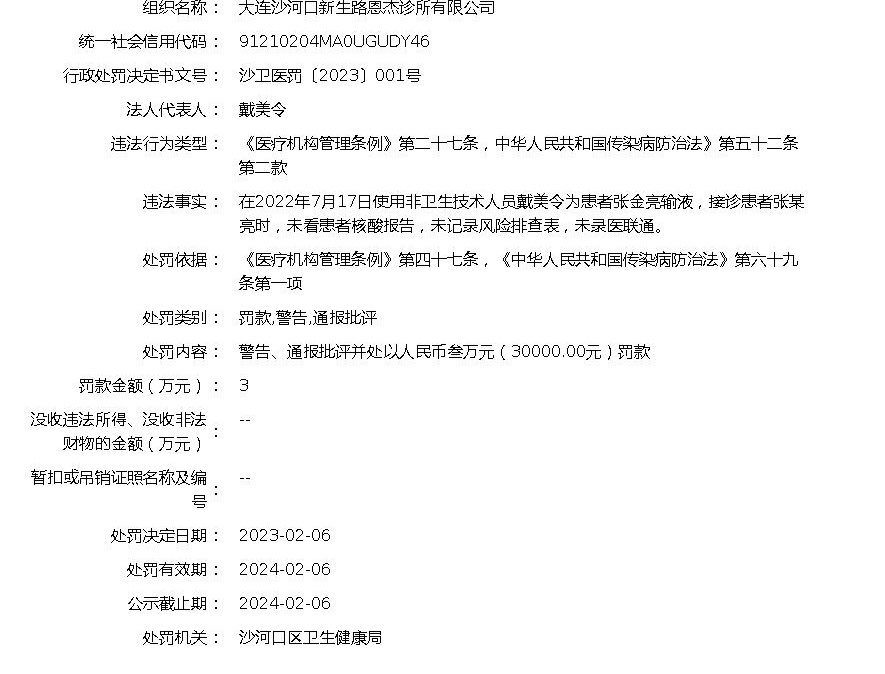 组织名称： 大连沙河口新生路恩杰诊所有限公司
统一社会信用代码： 91210204MA0UGUDY46
行政处罚决定书文号： 沙卫医罚〔2023〕001号
法人代表人： 戴美令
违法行为类型： 《医疗机构管理条例》第二十七条，中华人民共和国传染病防治法》第五十二条
第二款
违法事实： 在2022年7月17日使用非卫生技术人员戴美令为患者张金亮输液，接诊患者张某
亮时，未看患者核酸报告，未记录风险排查表，未录医联通。
处罚依据： 《医疗机构管理条例》第四十七条，《中华人民共和国传染病防治法》第六十九
条第一项
处罚类别： 罚款,警告,通报批评
处罚内容： 警告、通报批评并处以人民币叁万元（30000.00元）罚款
罚款金额（万元）： 3
没收违法所得、没收非法
财物的金额（万元）： --
暂扣或吊销证照名称及编
号： --
处罚决定日期： 2023-02-06
处罚有效期： 2024-02-06
公示截止期： 2024-02-06
处罚机关： 沙河口区卫生健康局